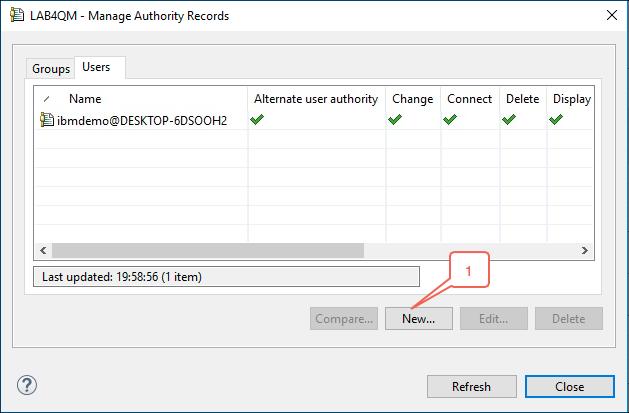 LAB4QM - Manage Authority Records
Groups Users
Name Alternate user authority Change Connect Delete Display
ibmdemo@DESKTOP-6DSOOH2
Last updated: 19:58:56 (1 item)
1
Compare... New... Edit... Delete
? Refresh Close